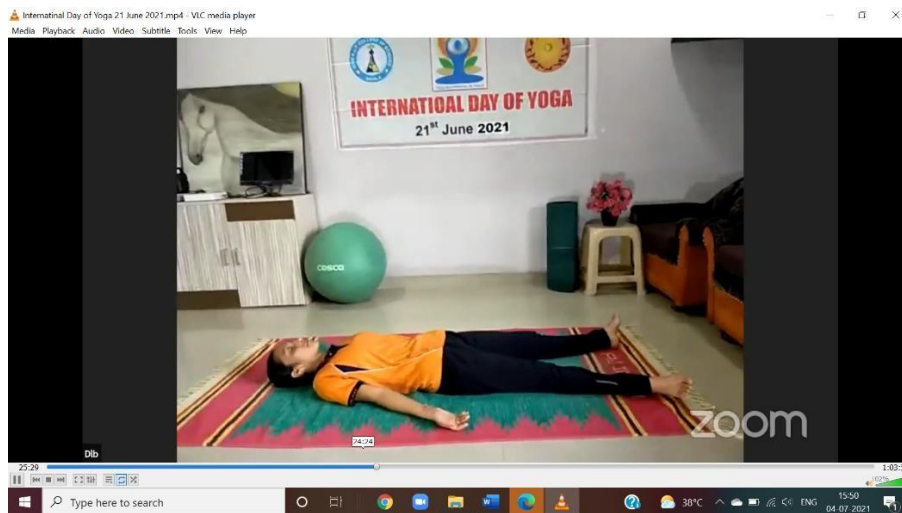 Internatinal Day of Yoga 21 June 2021.mp4 - VLC media player
Media Playback Audio Video Subtitle Tools View Help
INTERNATIOAL DAY OF YOGA
21st June 2021
COSCO
zoom
Dib
24:24
25:29
1:03:
102%
Type here to search
38°C
ENG
15:50
04-07-2021